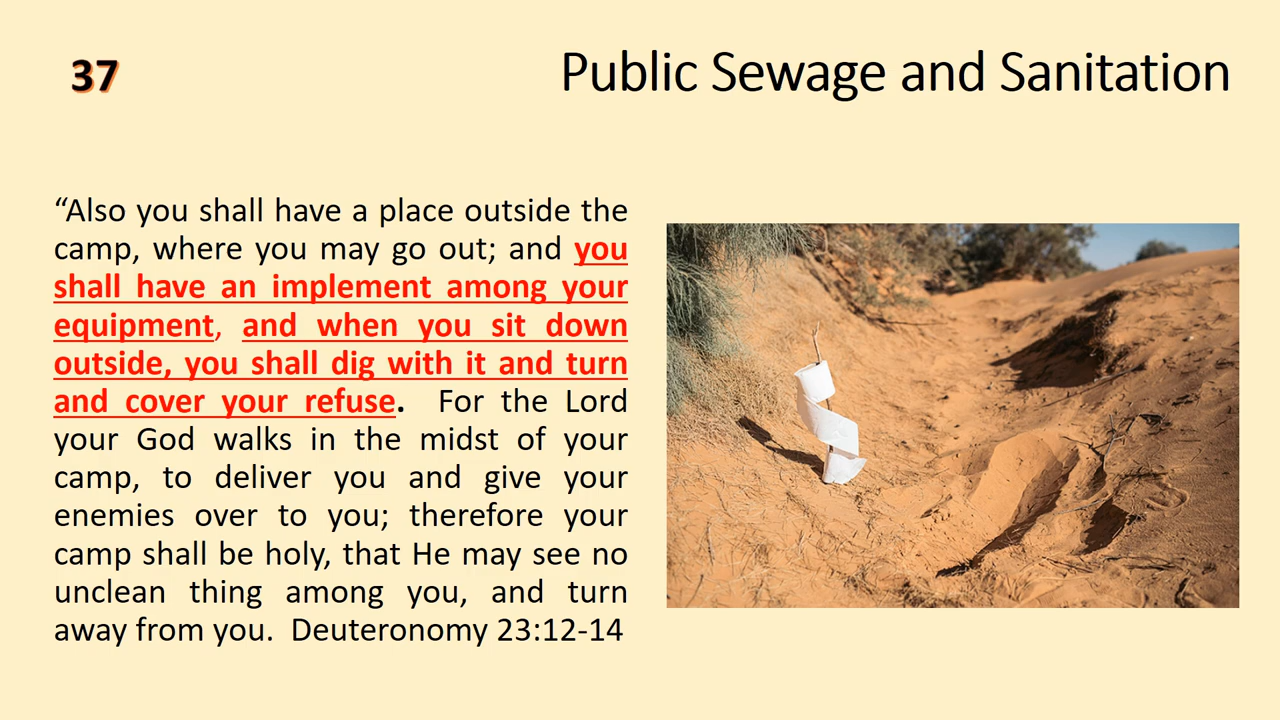 37
Public Sewage and Sanitation
“Also you shall have a place outside the
camp, where you may go out; and you
shall have an implement among your
equipment, and when you sit down
outside, you shall dig with it and turn
and cover your refuse.  For the Lord
your God walks in the midst of your
camp, to deliver you and give your
enemies over to you; therefore your
camp shall be holy, that He may see no
unclean thing among you, and turn
away from you.  Deuteronomy 23:12-14